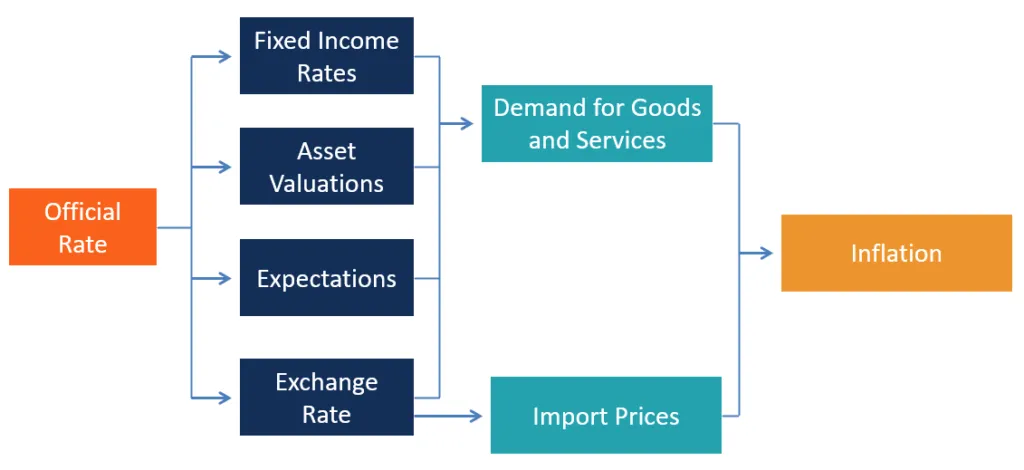 Official
Rate
Fixed Income
Rates
Asset
Valuations
Expectations
Exchange
Rate
Demand for Goods
and Services
Import Prices
Inflation